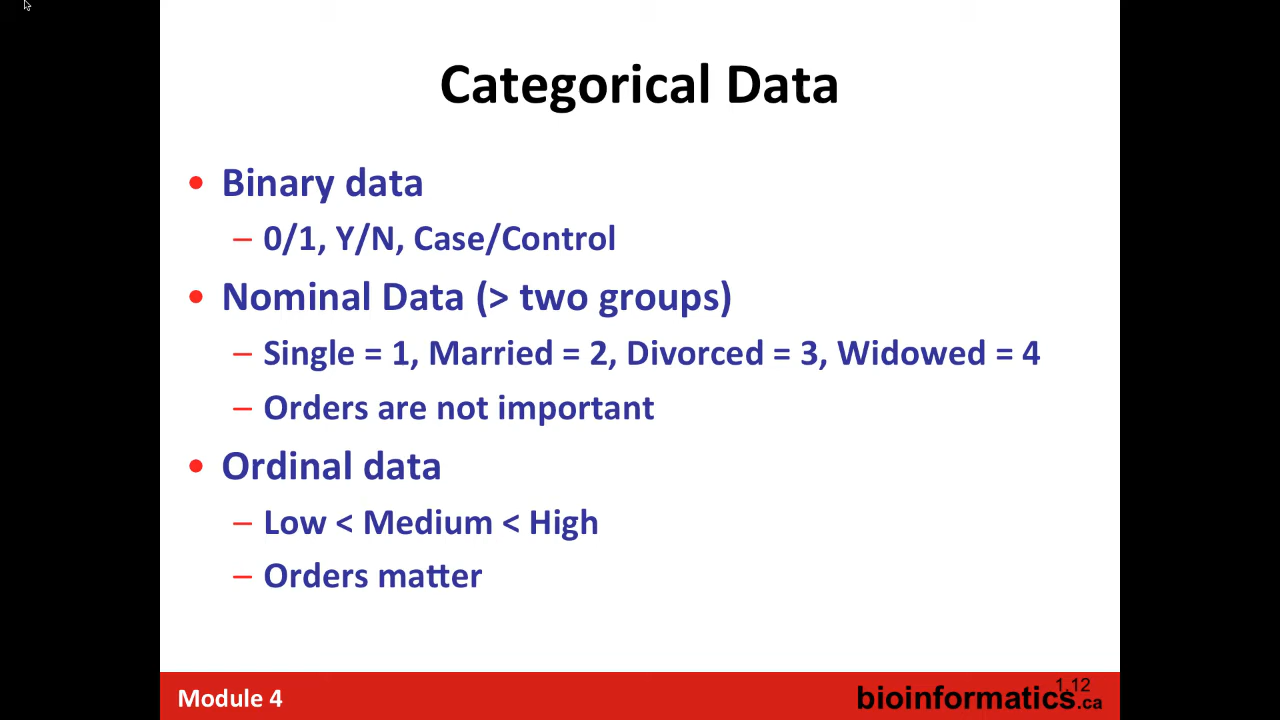 Categorical Data
• Binary data
– 0/1, Y/N, Case/Control
• Nominal Data (> two groups)
– Single = 1, Married = 2, Divorced = 3, Widowed = 4
– Orders are not important
• Ordinal data
– Low < Medium < High
– Orders matter
Module 4
1.12
bioinformatics.ca